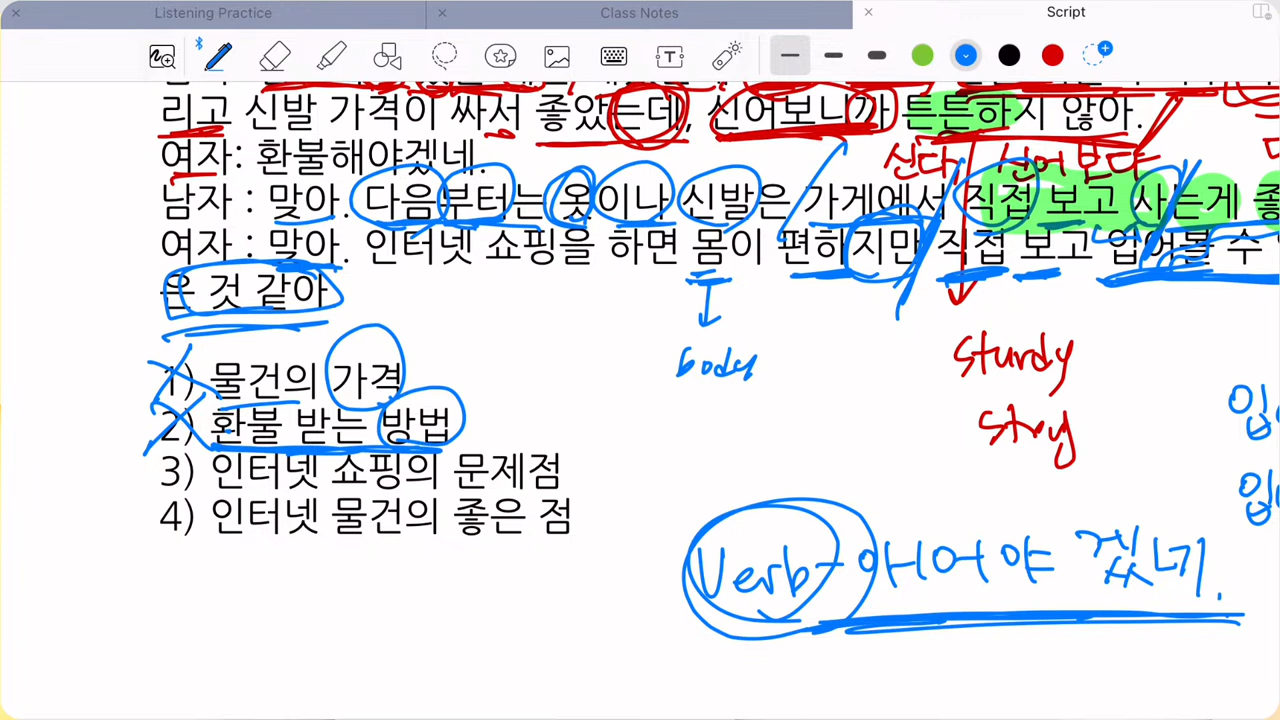 Listening Practice
Class Notes
Script
리고 신발 가격이 싸서 좋았는데, 신어보니까 튼튼하지 않아.
여자: 환불해야겠네.
신다, 신어 보다
남자 : 맞아. 다음부터는 옷이나 신발은 가게에서 직접 보고 사는게 좋
여자 : 맞아. 인터넷 쇼핑을 하면 몸이 편하지만 직접 보고 입어볼 수
은 것 같아
body
sturdy
1) 물건의 가격
2) 환불 받는 방법
3) 인터넷 쇼핑의 문제점
4) 인터넷 물건의 좋은 점
Verb- 아/어야 겠네.